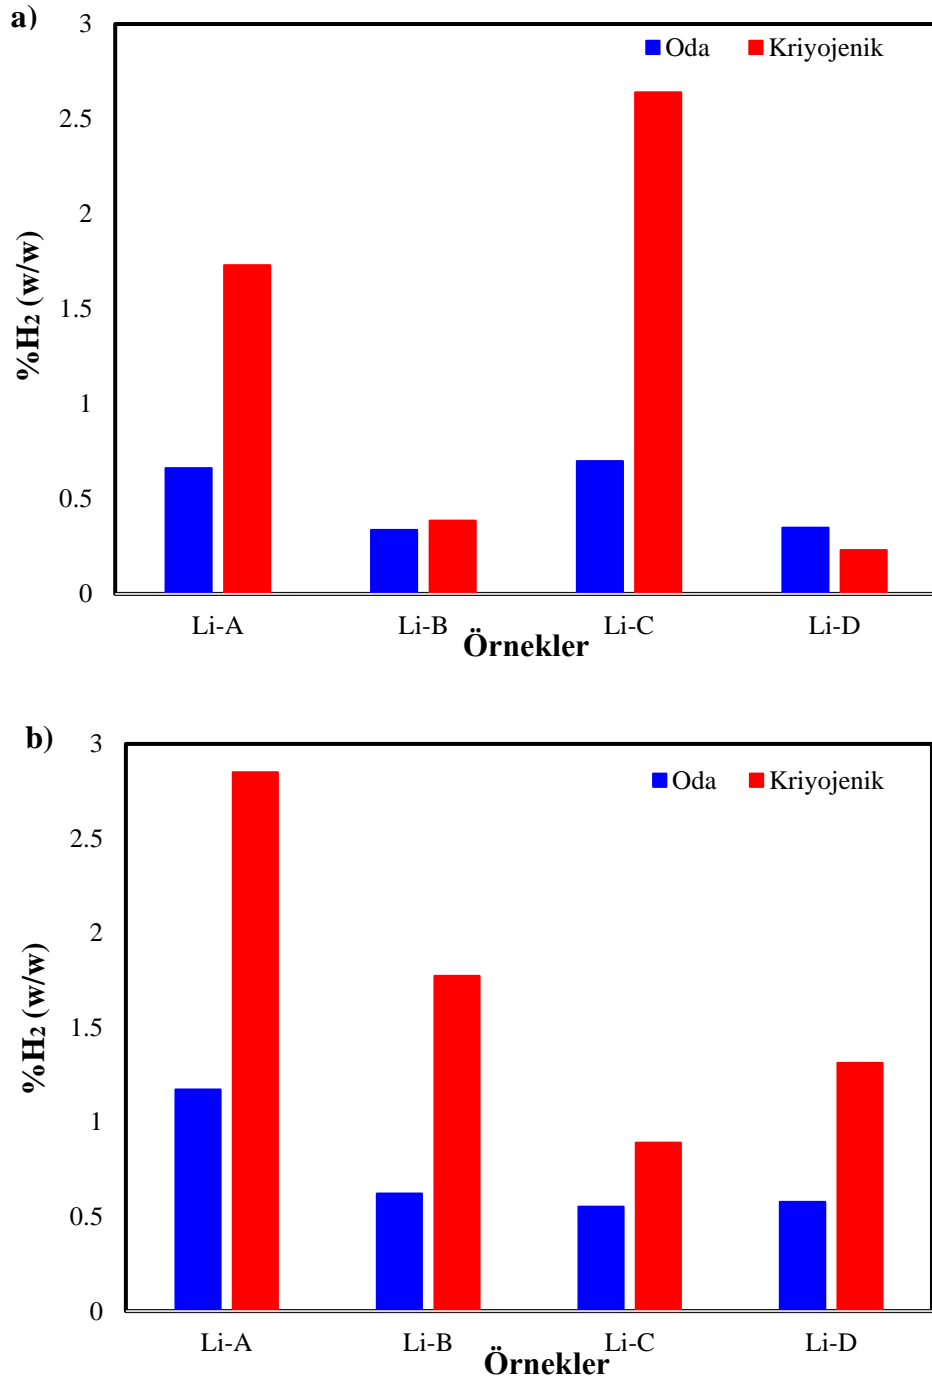 a)
3
Oda Kriyojenik
2.5
2
1.5
1
0.5
0
%H₂ (w/w)
Li-A Li-B Li-C Li-D
Örnekler
b)
3
Oda Kriyojenik
2.5
2
1.5
1
0.5
0
%H₂ (w/w)
Li-A Li-B Li-C Li-D
Örnekler